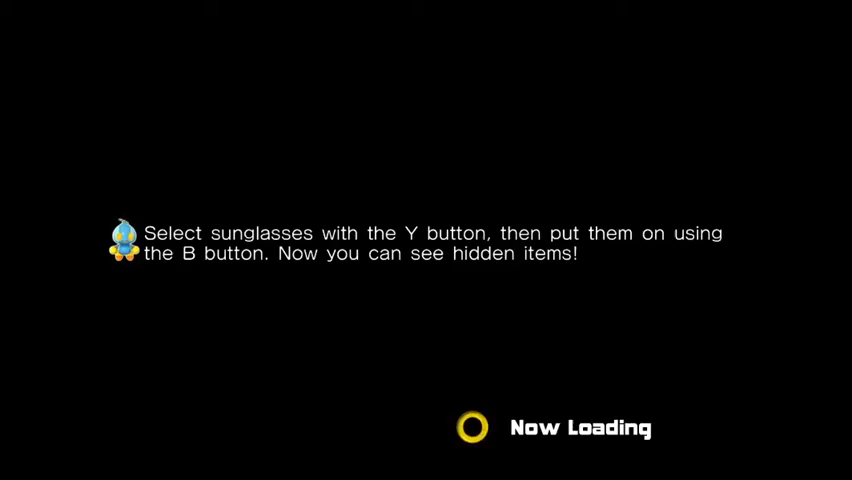 Select sunglasses with the Y button, then put them on using
the B button. Now you can see hidden items!
Now Loading